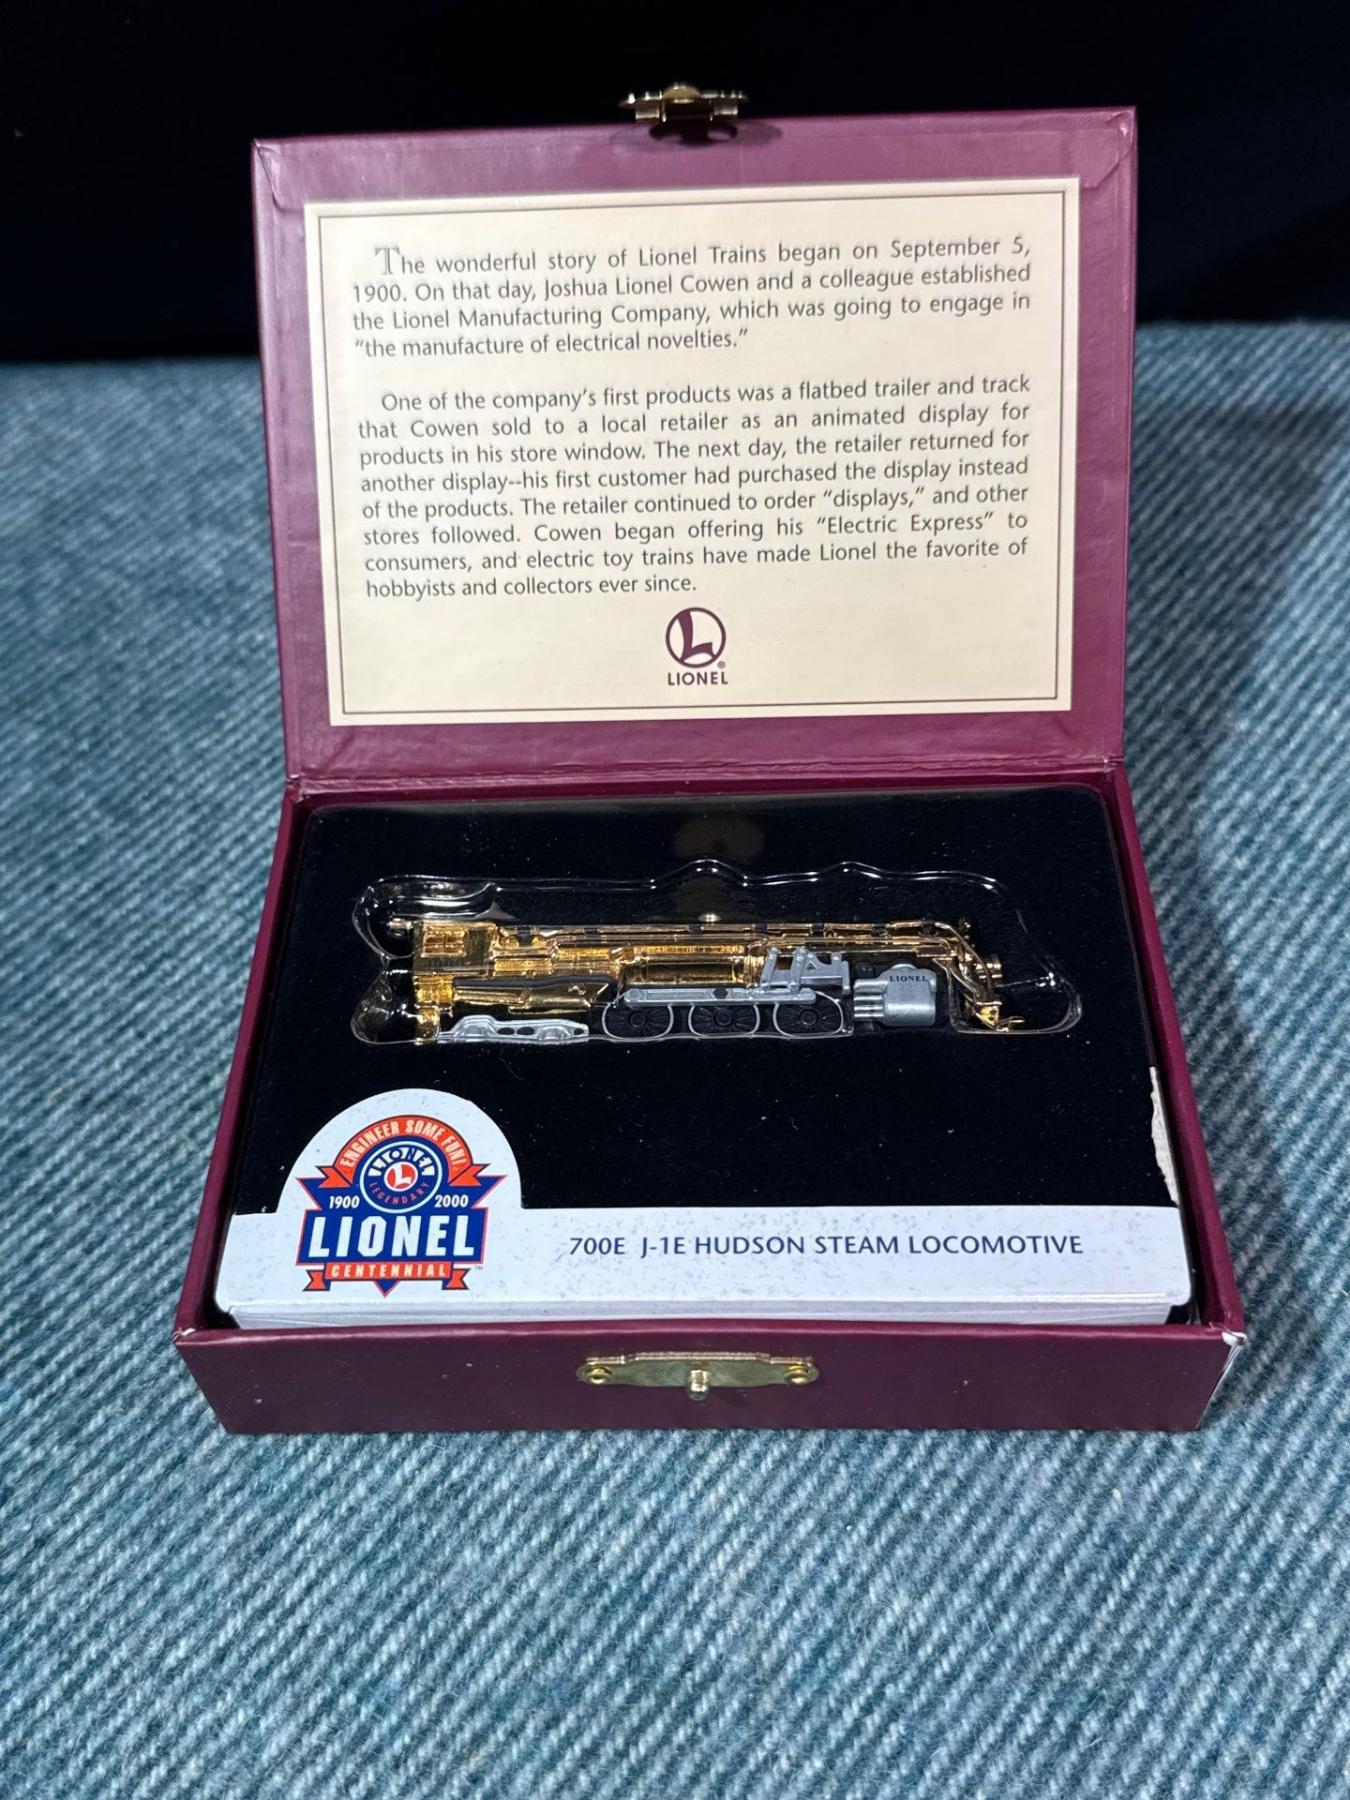 The wonderful story of Lionel Trains began on September 5,
1900. On that day, Joshua Lionel Cowen and a colleague established
the Lionel Manufacturing Company, which was going to engage in
“the manufacture of electrical novelties.”
One of the company’s first products was a flatbed trailer and track
that Cowen sold to a local retailer as an animated display for
products in his store window. The next day, the retailer returned for
another display--his first customer had purchased the display instead
of the products. The retailer continued to order “displays,” and other
stores followed. Cowen began offering his “Electric Express” to
consumers, and electric toy trains have made Lionel the favorite of
hobbyists and collectors ever since.
L
®
LIONEL
LIONEL
ENGINEER SOME FUN!
LIONEL
L
LEGENDARY
1900 2000
LIONEL
CENTENNIAL
™
700E J-1E HUDSON STEAM LOCOMOTIVE